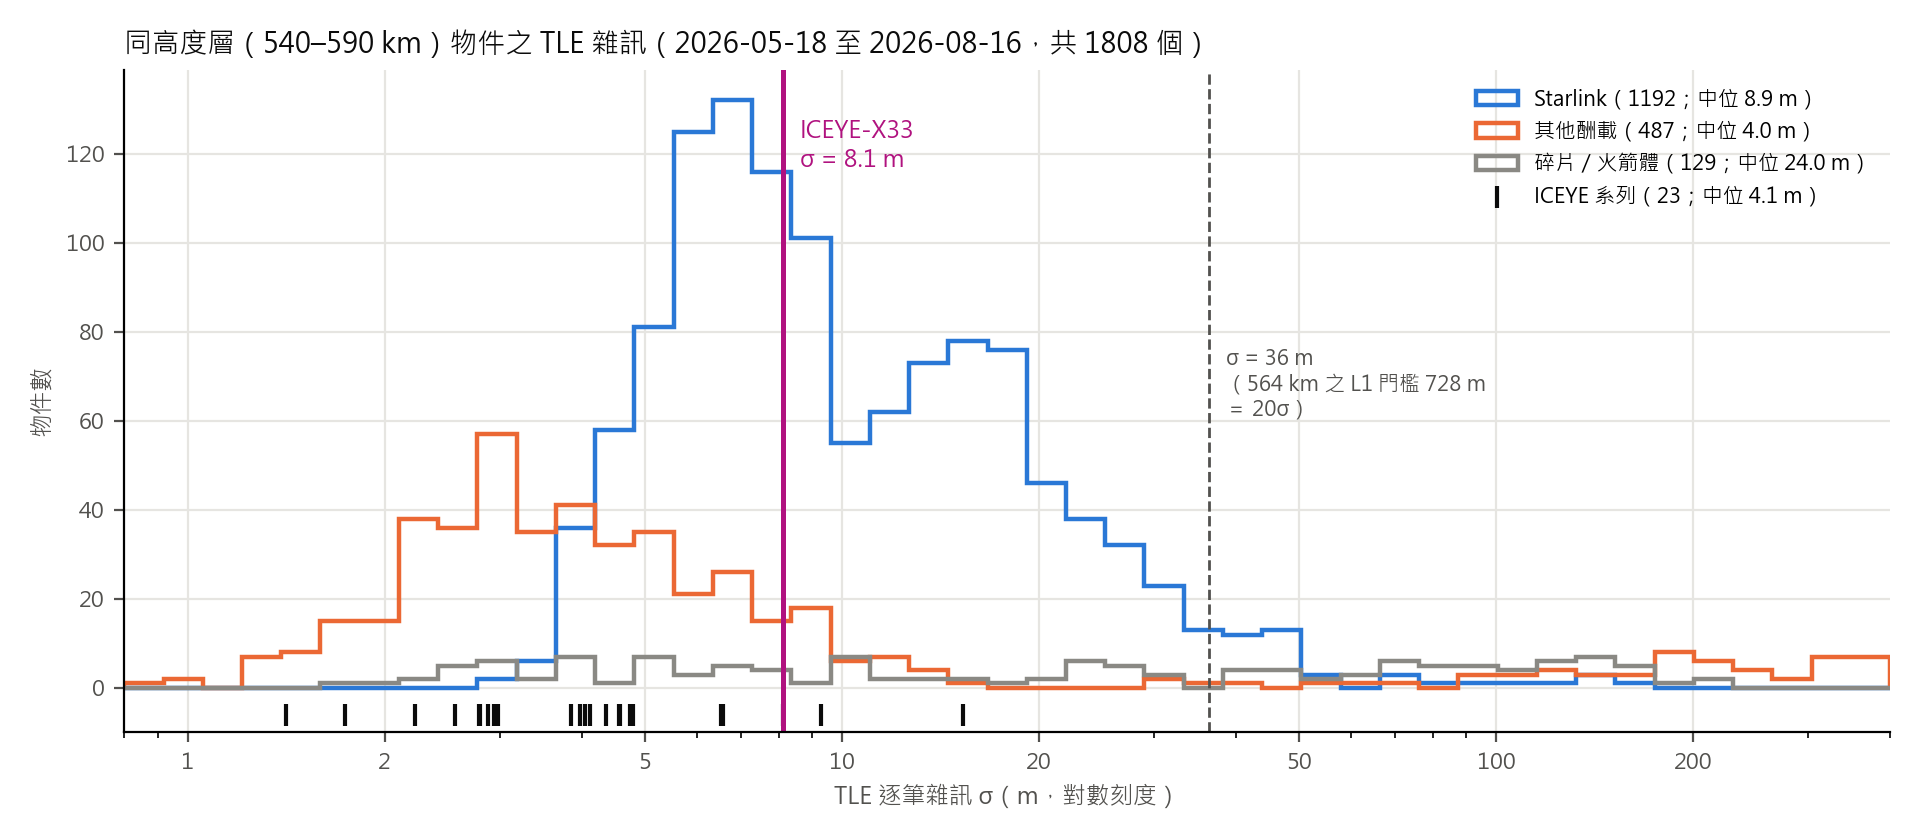 同高度層（540–590 km）物件之 TLE 雜訊（2026-05-18 至 2026-08-16，共 1808 個）
Starlink（1192；中位 8.9 m）
其他酬載（487；中位 4.0 m）
碎片 / 火箭體（129；中位 24.0 m）
ICEYE 系列（23；中位 4.1 m）
ICEYE-X33
σ = 8.1 m
σ = 36 m
（564 km 之 L1 門檻 728 m
= 20σ）
物件數
120
100
80
60
40
20
0
1
2
5
10
20
50
100
200
TLE 逐筆雜訊 σ（m，對數刻度）